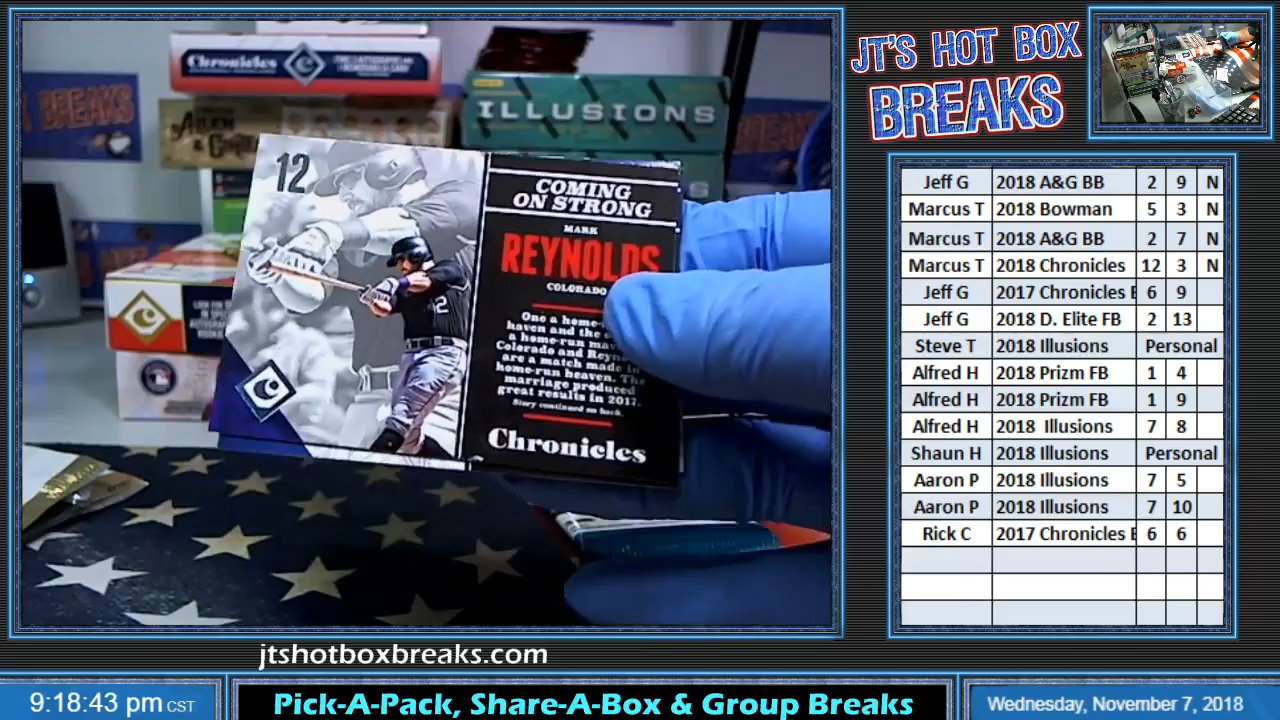 BREAKS
Chronicles
ILLUSIONS
12
COMING
ON STRONG
MARK
REYNOLDS
COLORADO
One a home-
haven and the
a home-run
Colorado and
are a match made in
home-run heaven. The
marriage produced
great results in 2017.
Story continued on back.
Chronicles
JT'S HOT BOX
BREAKS
Jeff G 2018 A&G BB 2 9 N
Marcus T 2018 Bowman 5 3 N
Marcus T 2018 A&G BB 2 7 N
Marcus T 2018 Chronicles 12 3 N
Jeff G 2017 Chronicles 6 9
Jeff G 2018 D. Elite FB 2 13
Steve T 2018 Illusions Personal
Alfred H 2018 Prizm FB 1 4
Alfred H 2018 Prizm FB 1 9
Alfred H 2018 Illusions 7 8
Shaun H 2018 Illusions Personal
Aaron P 2018 Illusions 7 5
Aaron P 2018 Illusions 7 10
Rick C 2017 Chronicles 6 6
jtshotboxbreaks.com
9:18:43 pm CST
Pick-A-Pack, Share-A-Box & Group Breaks
Wednesday, November 7, 2018